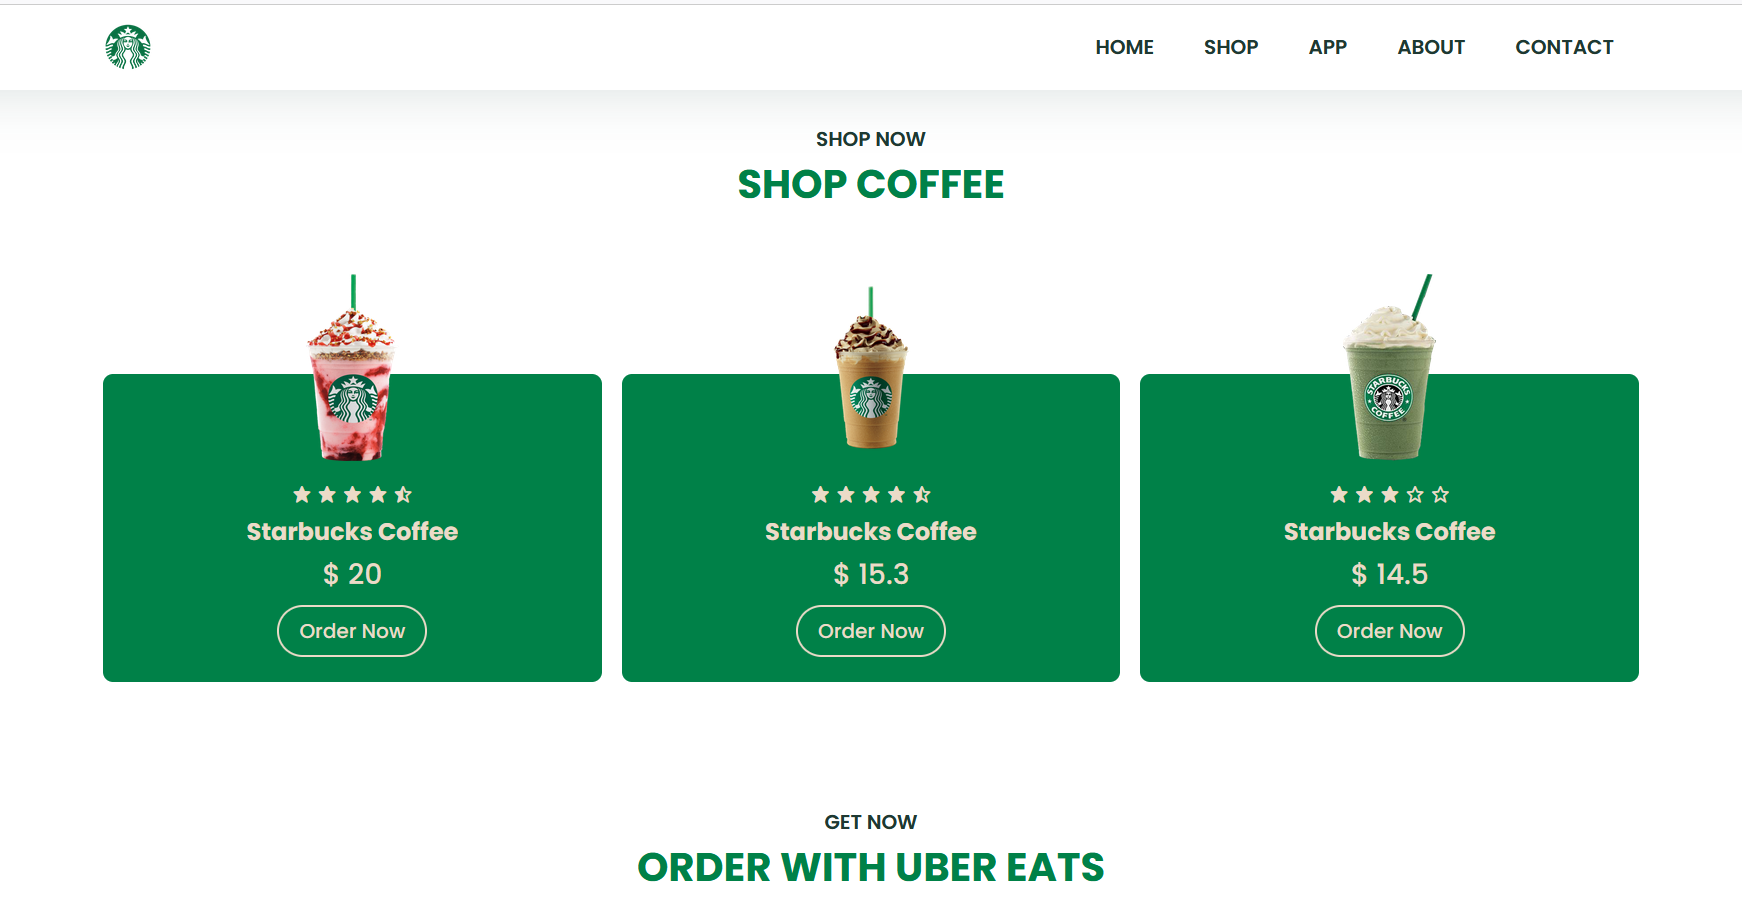 HOME SHOP APP ABOUT CONTACT
SHOP NOW
SHOP COFFEE
STARBUCKS
COFFEE
Starbucks Coffee
$ 20
Order Now
Starbucks Coffee
$ 15.3
Order Now
Starbucks Coffee
$ 14.5
Order Now
GET NOW
ORDER WITH UBER EATS